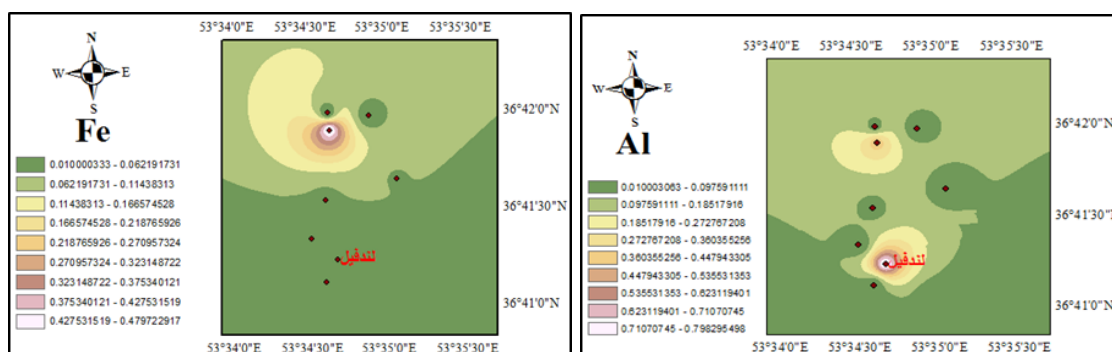 53°34'0"E 53°34'30"E 53°35'0"E 53°35'30"E
N
W E
S
Fe
0.010000333 - 0.062191731
0.062191731 - 0.11438313
0.11438313 - 0.166574528
0.166574528 - 0.218765926
0.218765926 - 0.270957324
0.270957324 - 0.323148722
0.323148722 - 0.375340121
0.375340121 - 0.427531519
0.427531519 - 0.479722917
36°42'0"N
36°41'30"N
لندفیل
36°41'0"N
53°34'0"E 53°34'30"E 53°35'0"E 53°35'30"E
53°34'0"E 53°34'30"E 53°35'0"E 53°35'30"E
N
W E
S
Al
0.010003063 - 0.097591111
0.097591111 - 0.18517916
0.18517916 - 0.272767208
0.272767208 - 0.360355256
0.360355256 - 0.447943305
0.447943305 - 0.535531353
0.535531353 - 0.623119401
0.623119401 - 0.71070745
0.71070745 - 0.798295498
36°42'0"N
36°41'30"N
لندفیل
36°41'0"N
53°34'0"E 53°34'30"E 53°35'0"E 53°35'30"E